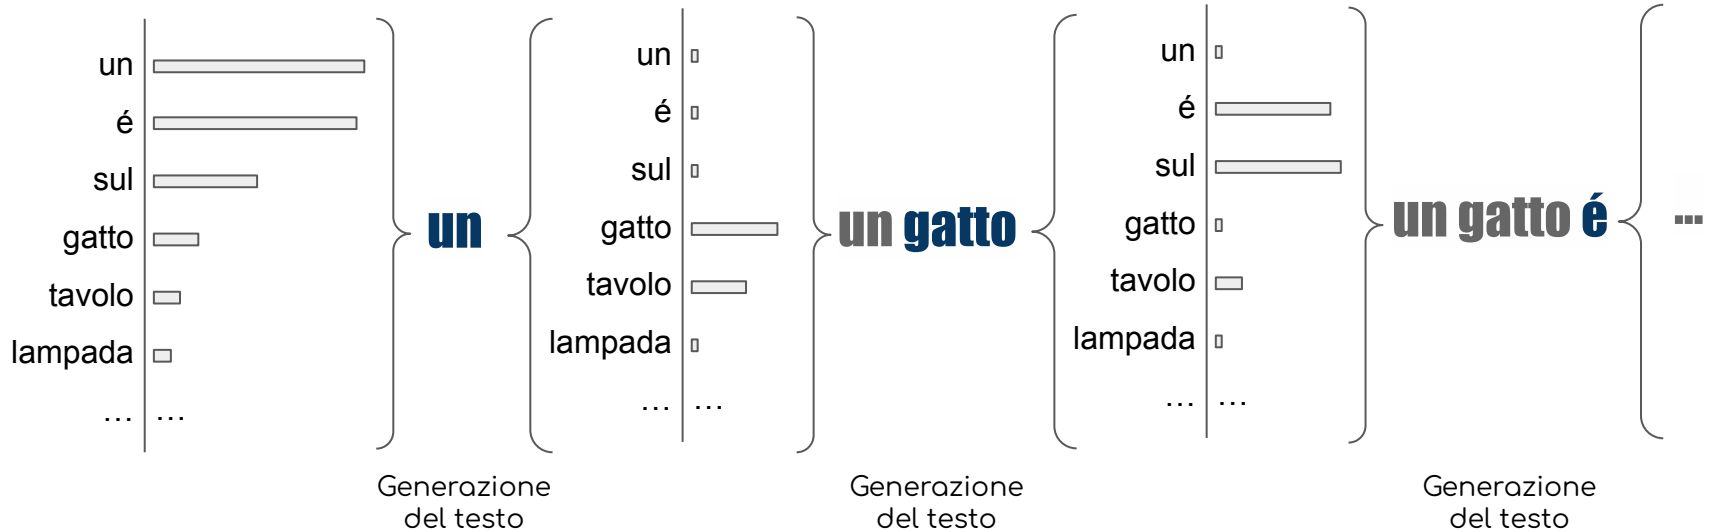 un
é
sul
gatto
tavolo
lampada
... ...
un
Generazione
del testo
un
é
sul
gatto
tavolo
lampada
... ...
un gatto
Generazione
del testo
un
é
sul
gatto
tavolo
lampada
... ...
un gatto é
Generazione
del testo
...